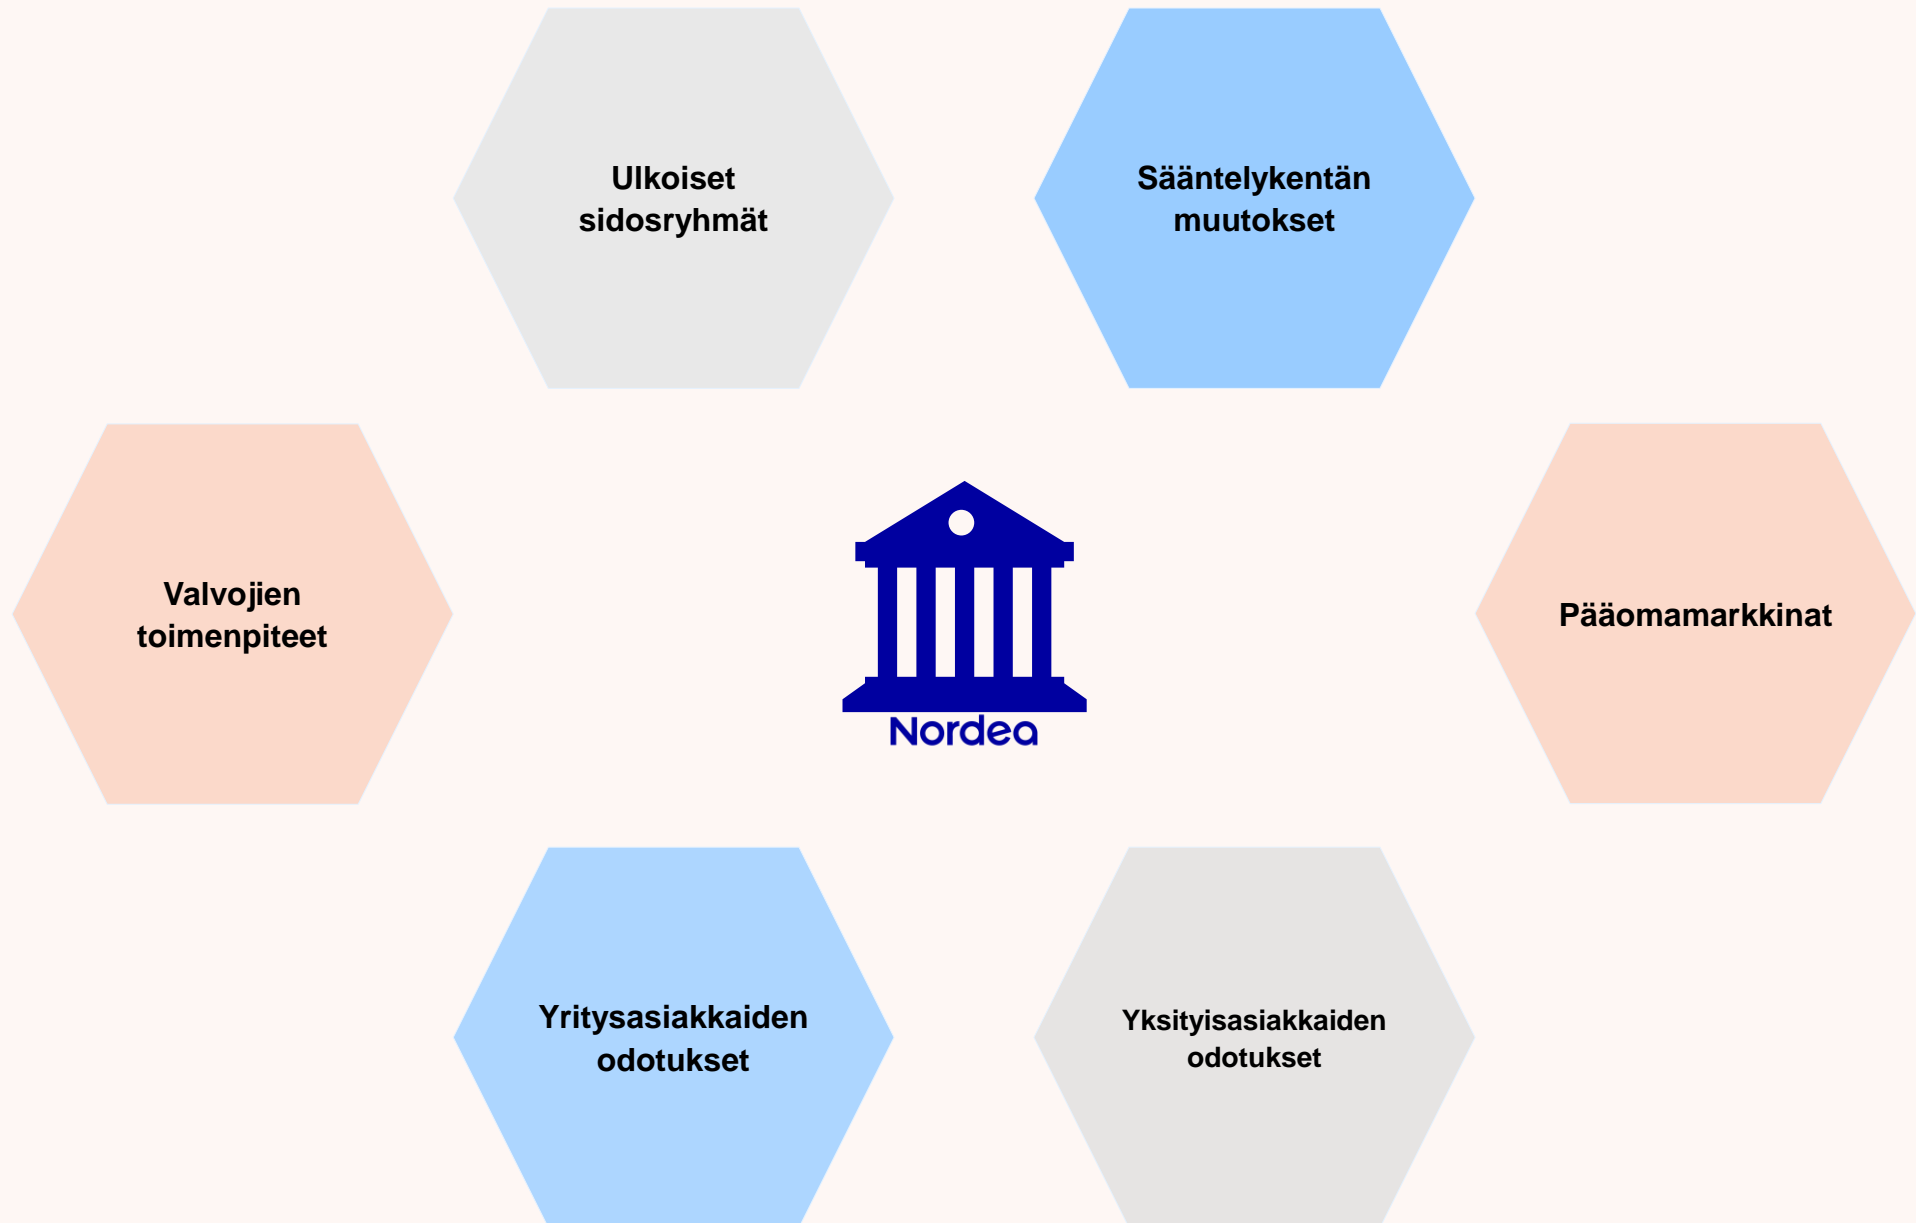 Ulkoiset
sidosryhmät
Sääntelykentän
muutokset
Valvojien
toimenpiteet
Pääomamarkkinat
Nordea
Yritysasiakkaiden
odotukset
Yksityisasiakkaiden
odotukset